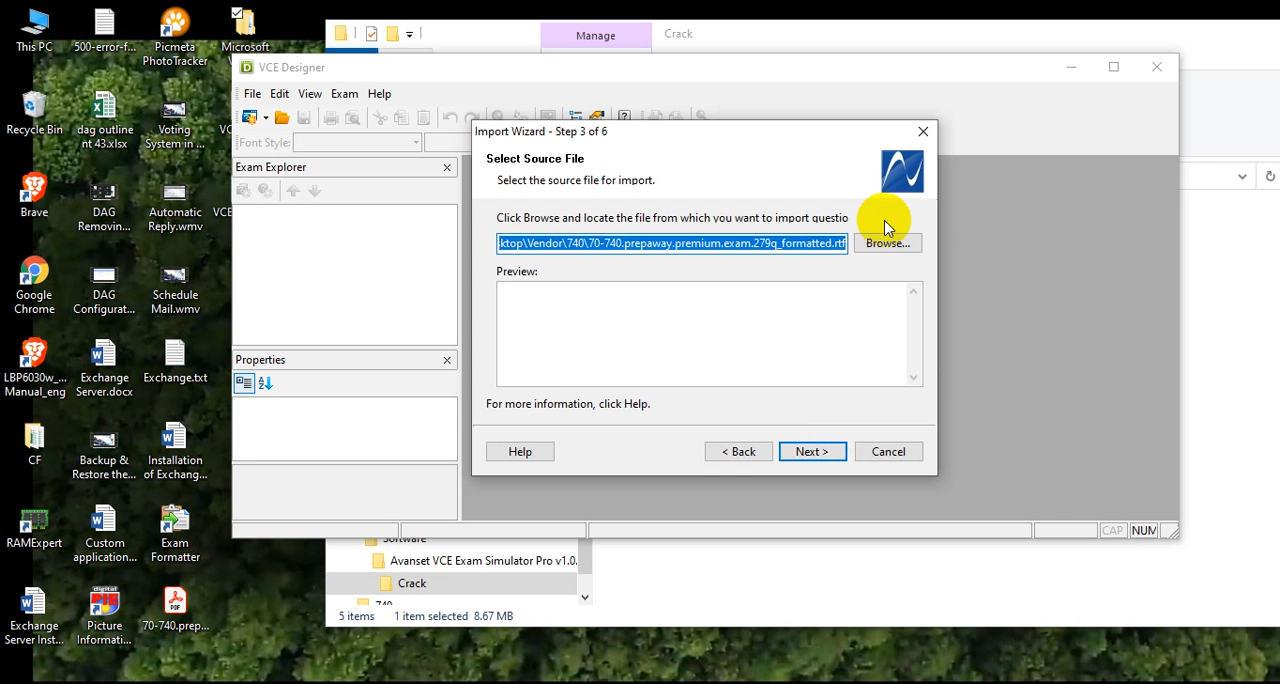 This PC
500-error-f...
Picmeta
PhotoTracker
Microsoft
Manage
Crack
VCE Designer
File Edit View Exam Help
Font Style:
Import Wizard - Step 3 of 6
Select Source File
Select the source file for import.
Click Browse and locate the file from which you want to import questio
ktop\Vendor\740\70-740.prepaway.premium.exam.279q_formatted.rtf
Browse...
Preview:
For more information, click Help.
Help
< Back
Next >
Cancel
Exam Explorer
Properties
CAP NUM
Recycle Bin
dag outline
nt 43.xlsx
Voting
System in ...
VC
Brave
DAG
Removin...
Automatic
Reply.wmv
VCE
Google
Chrome
DAG
Configurat...
Schedule
Mail.wmv
LBP6030w_...
Manual_eng
Exchange
Server.docx
Exchange.txt
CF
Backup &
Restore the...
Installation
of Exchang...
RAMExpert
Custom
application...
Exam
Formatter
Exchange
Server Inst...
digital
Picture
Informati...
PDF
70-740.prep...
Software
Avanset VCE Exam Simulator Pro v1.0.
Crack
740
5 items 1 item selected 8.67 MB